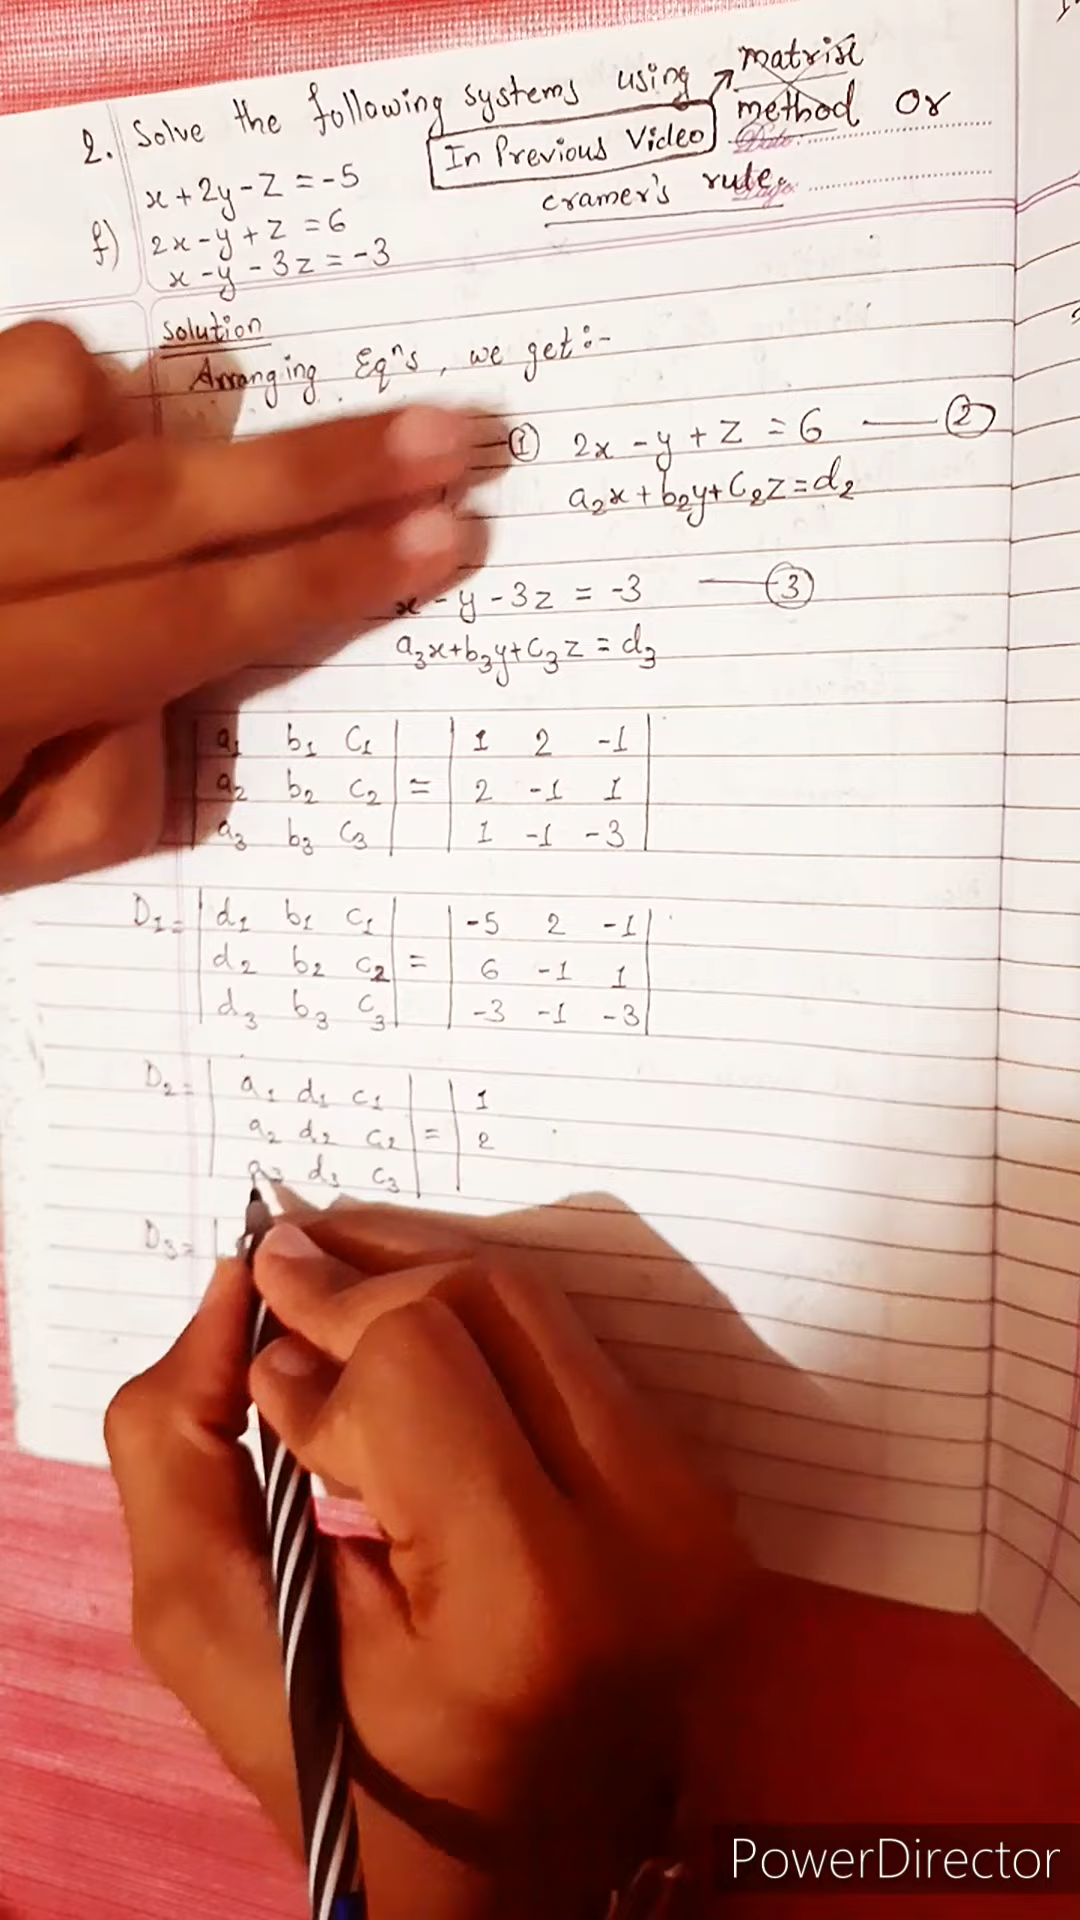 2. Solve the following systems using ↗ matrix
In Previous Video method or
cramer's rule.
x + 2y - z = -5
f) 2x - y + z = 6
x - y - 3z = -3
Solution
Arranging Eqⁿs, we get:-
① 2x - y + z = 6 — ②
a₂x + b₂y + c₂z = d₂
x - y - 3z = -3 — ③
a₃x + b₃y + c₃z = d₃
| a₁ b₁ c₁ | | 1 2 -1 |
| a₂ b₂ c₂ | = | 2 -1 1 |
| a₃ b₃ c₃ | | 1 -1 -3 |
D₁ = | d₁ b₁ c₁ | | -5 2 -1 |
| d₂ b₂ c₂ | = | 6 -1 1 |
| d₃ b₃ c₃ | | -3 -1 -3 |
D₂ = | a₁ d₁ c₁ | | 1
| a₂ d₂ c₂ | = | 2
| a₃ d₃ c₃ | |
D₃ = |
PowerDirector